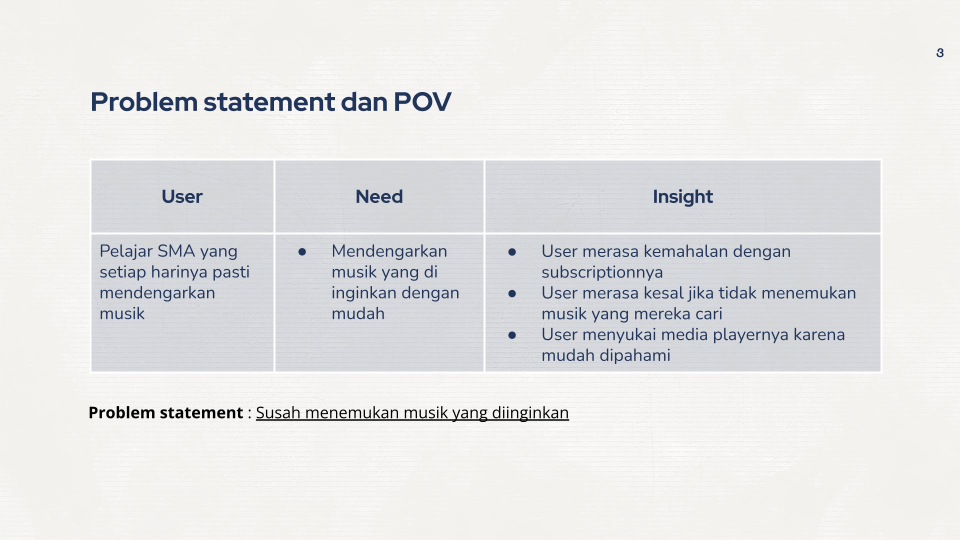 3
Problem statement dan POV
User
Need
Insight
Pelajar SMA yang
setiap harinya pasti
mendengarkan
musik
● Mendengarkan
musik yang di
inginkan dengan
mudah
● User merasa kemahalan dengan
subscriptionnya
● User merasa kesal jika tidak menemukan
musik yang mereka cari
● User menyukai media playernya karena
mudah dipahami
Problem statement : Susah menemukan musik yang diinginkan